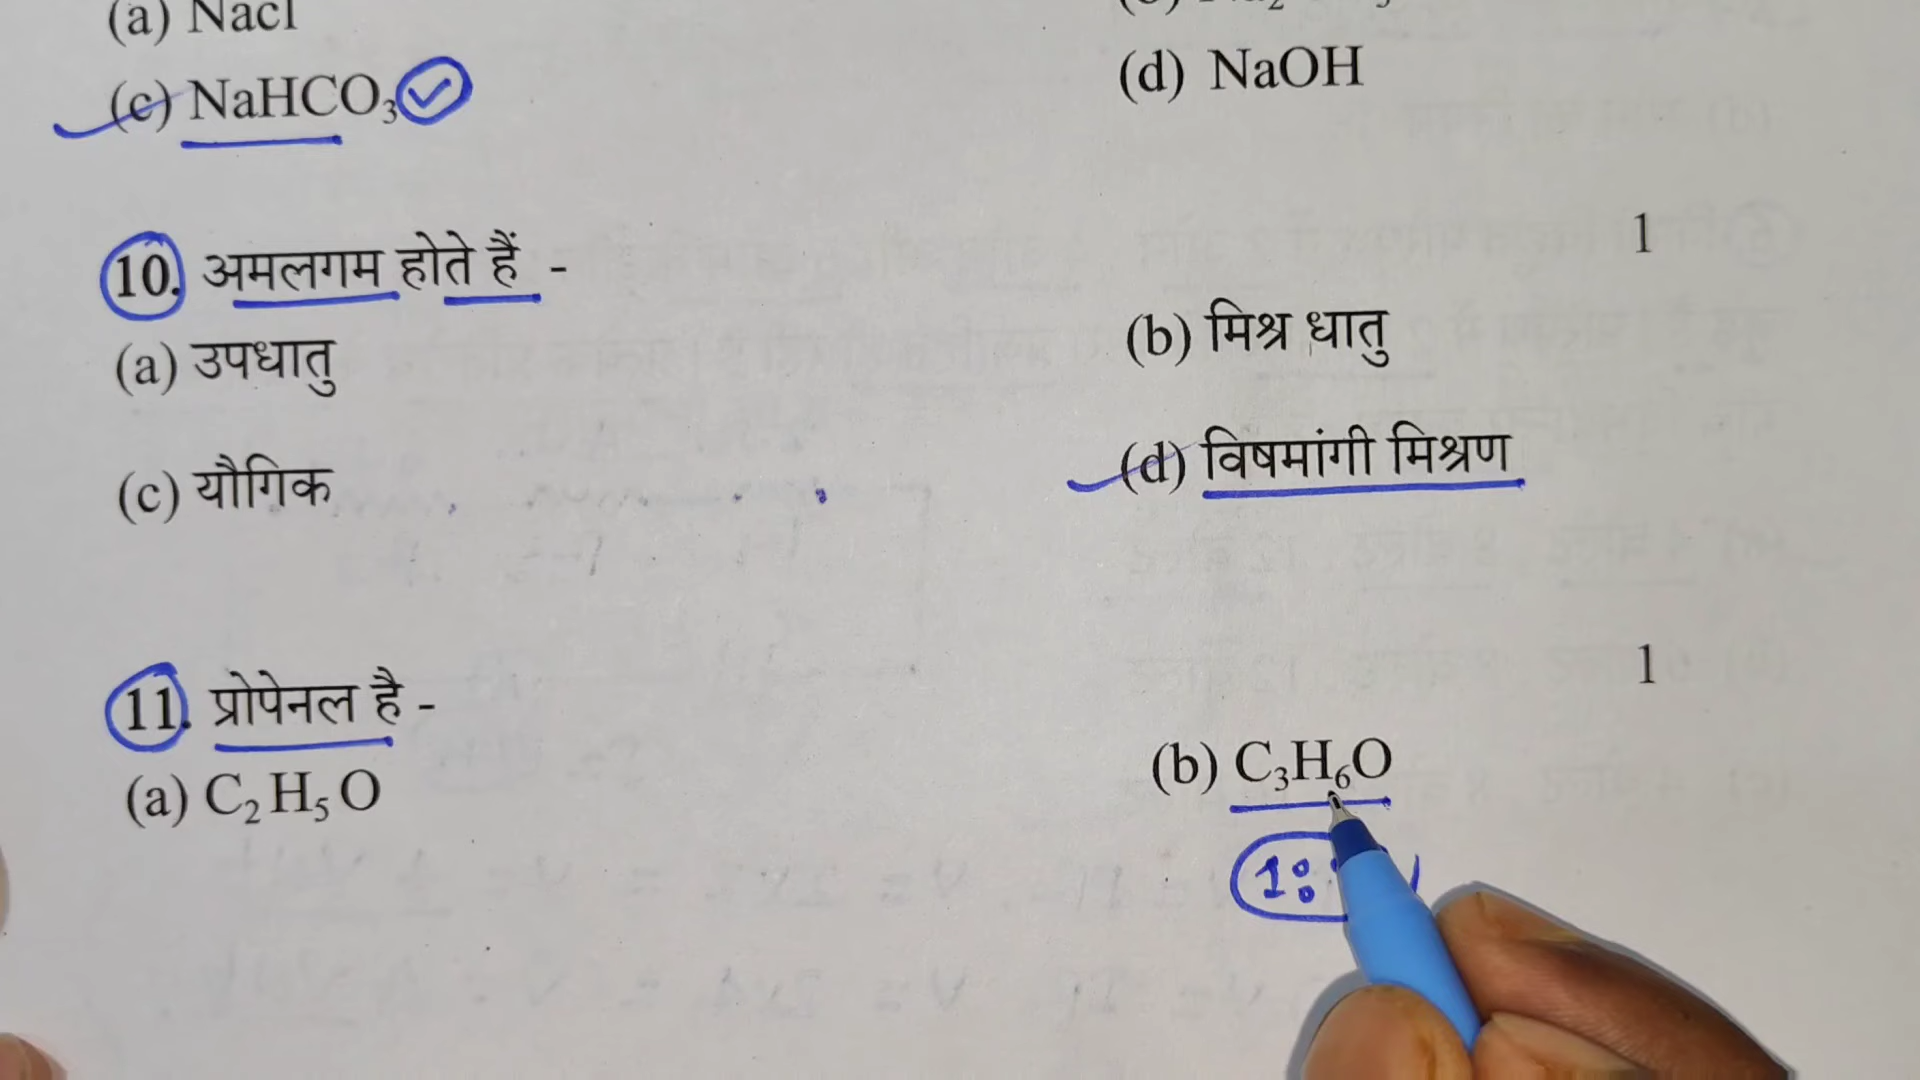 (a) Nacl
(c) NaHCO₃
(d) NaOH
10. अमलगम होते हैं - 1
(a) उपधातु
(b) मिश्र धातु
(c) यौगिक
(d) विषमांगी मिश्रण
11. प्रोपेनल है - 1
(a) C₂H₅O
(b) C₃H₆O
1: